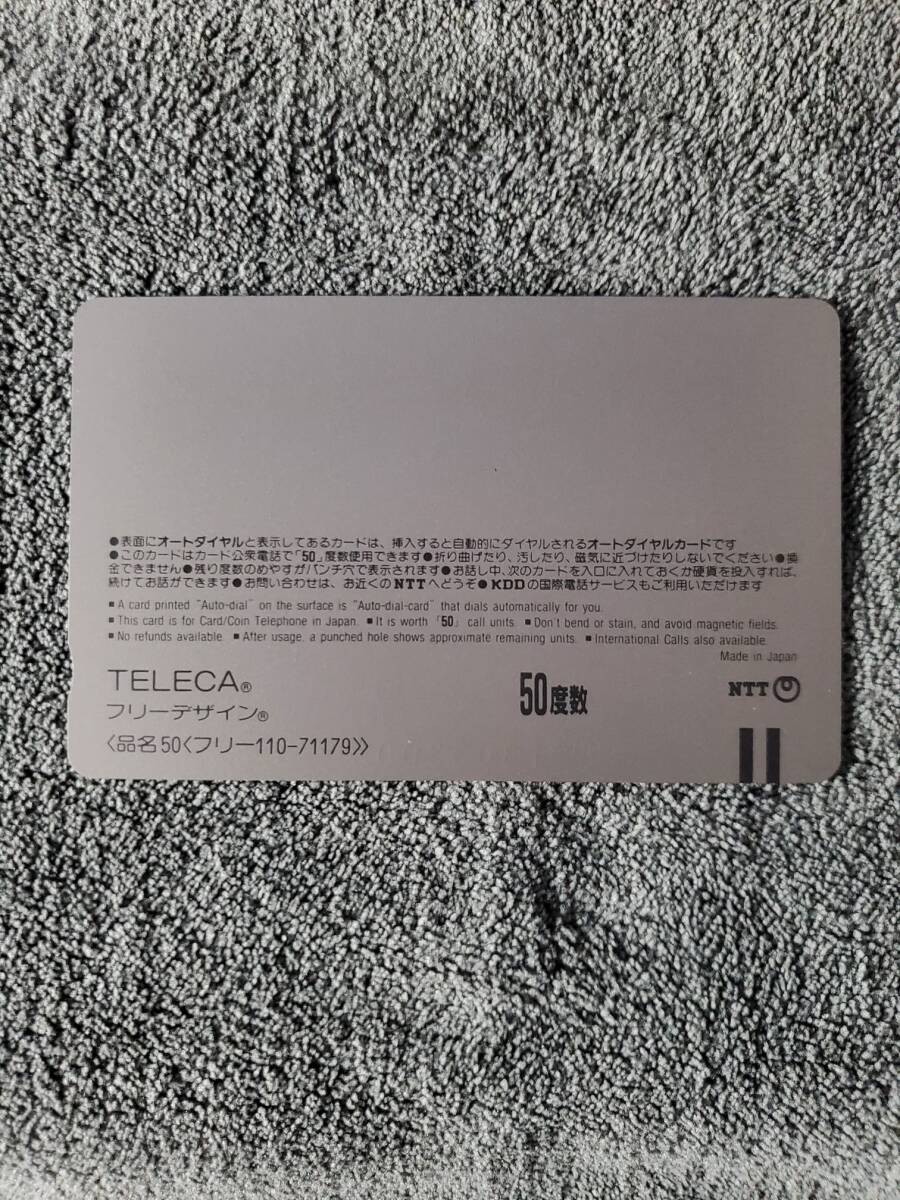 ●表面にオートダイヤルと表示してあるカードは、挿入すると自動的にダイヤルされるオートダイヤルカードです
●このカードはカード公衆電話で「50」度数使用できます●折り曲げたり、汚したり、磁気に近づけたりしないでください●換
金できません●残り度数のめやすがパンチ穴で表示されます●お話し中、次のカードを入口に入れておくか硬貨を投入すれば、
続けてお話ができます●お問い合わせは、お近くのNTTへどうぞ●KDDの国際電話サービスもご利用いただけます
■A card printed "Auto-dial" on the surface is "Auto-dial-card" that dials automatically for you.
■This card is for Card/Coin Telephone in Japan. ■It is worth「50」call units. ■Don't bend or stain, and avoid magnetic fields.
■No refunds available. ■After usage, a punched hole shows approximate remaining units. ■International Calls also available.
Made in Japan
TELECA®
フリーデザイン®
50度数
NTT
〈品名50〈フリー110-71179〉〉